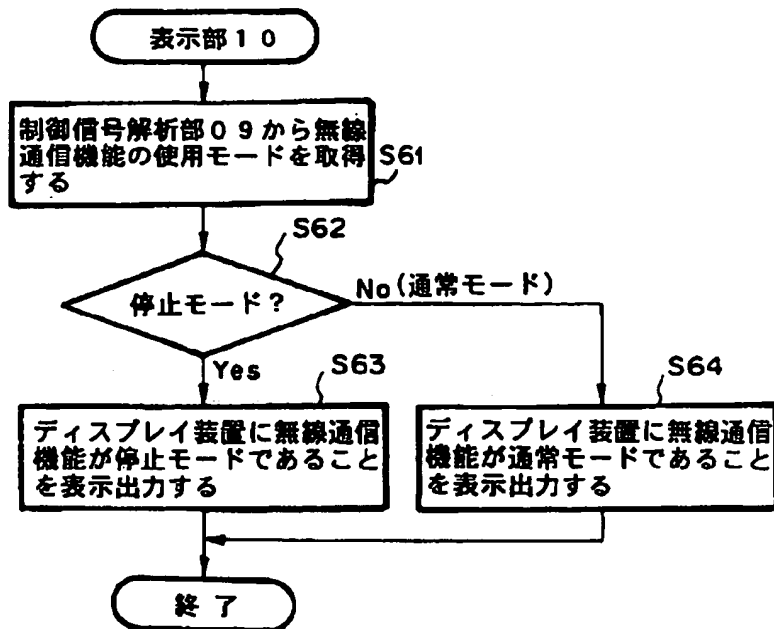 表示部10
制御信号解析部09から無線
通信機能の使用モードを取得
する
S61
S62
停止モード?
No(通常モード)
Yes
S63
ディスプレイ装置に無線通信
機能が停止モードであること
を表示出力する
S64
ディスプレイ装置に無線通信
機能が通常モードであること
を表示出力する
終了